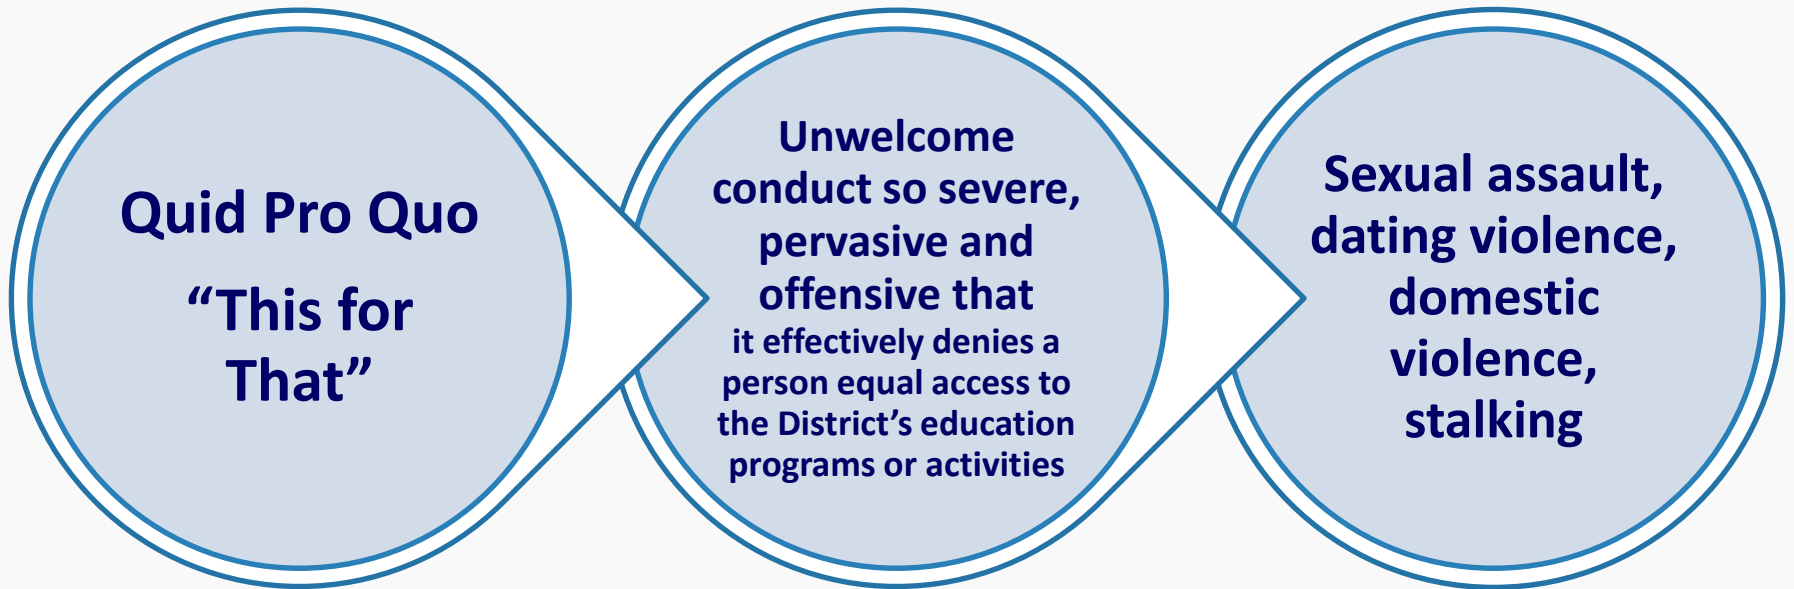 Quid Pro Quo
“This for
That”
Unwelcome
conduct so severe,
pervasive and
offensive that
it effectively denies a
person equal access to
the District’s education
programs or activities
Sexual assault,
dating violence,
domestic
violence,
stalking